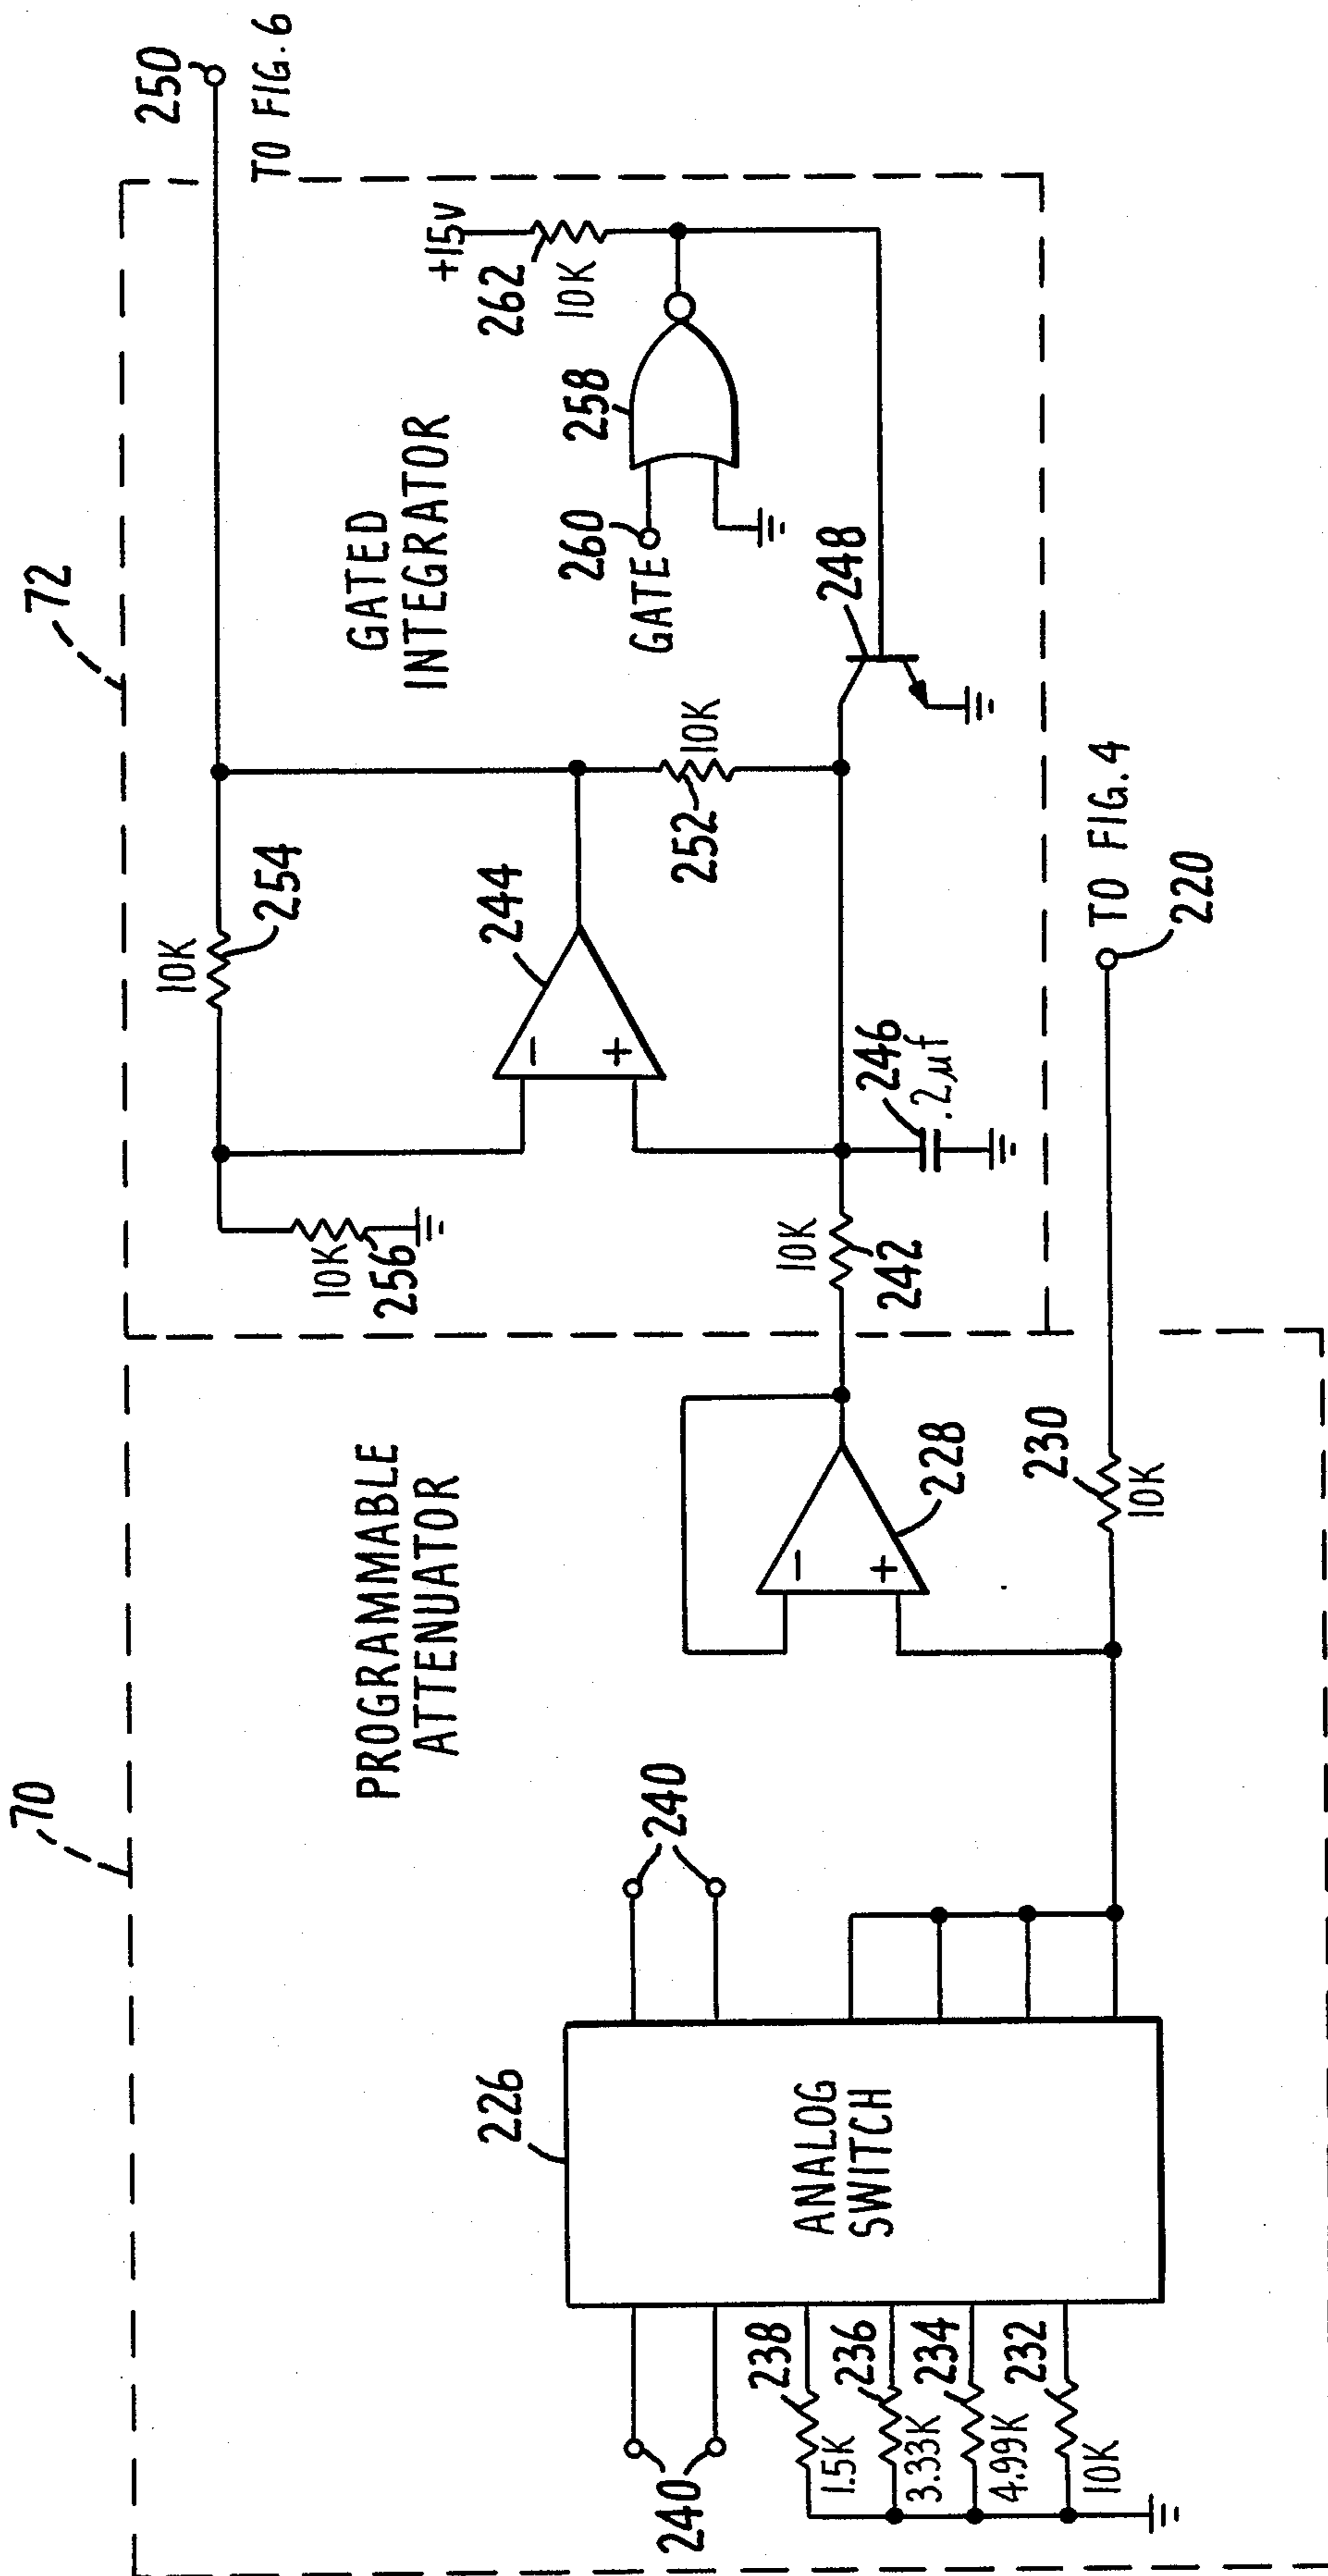 70
72
250
TO FIG. 6
PROGRAMMABLE
ATTENUATOR
GATED
INTEGRATOR
10K
254
10K
256
244
-
+
252
10K
+15V
262
10K
258
260
GATE
248
246
.2µf
10K
242
226
ANALOG
SWITCH
240
240
-
+
228
230
10K
TO FIG. 4
220
238
1.5K
236
3.33K
234
4.99K
232
10K